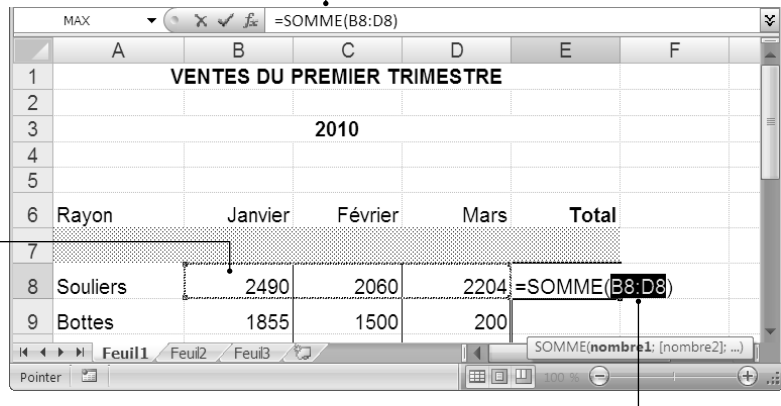 MAX fx =SOMME(B8:D8)
A B C D E F
1 VENTES DU PREMIER TRIMESTRE
2
3 2010
4
5
6 Rayon Janvier Février Mars Total
7
8 Souliers 2490 2060 2204 =SOMME(B8:D8)
9 Bottes 1855 1500 200
Feuil1 Feuil2 Feuil3 SOMME(nombre1; [nombre2]; ...)
Pointer 100 %